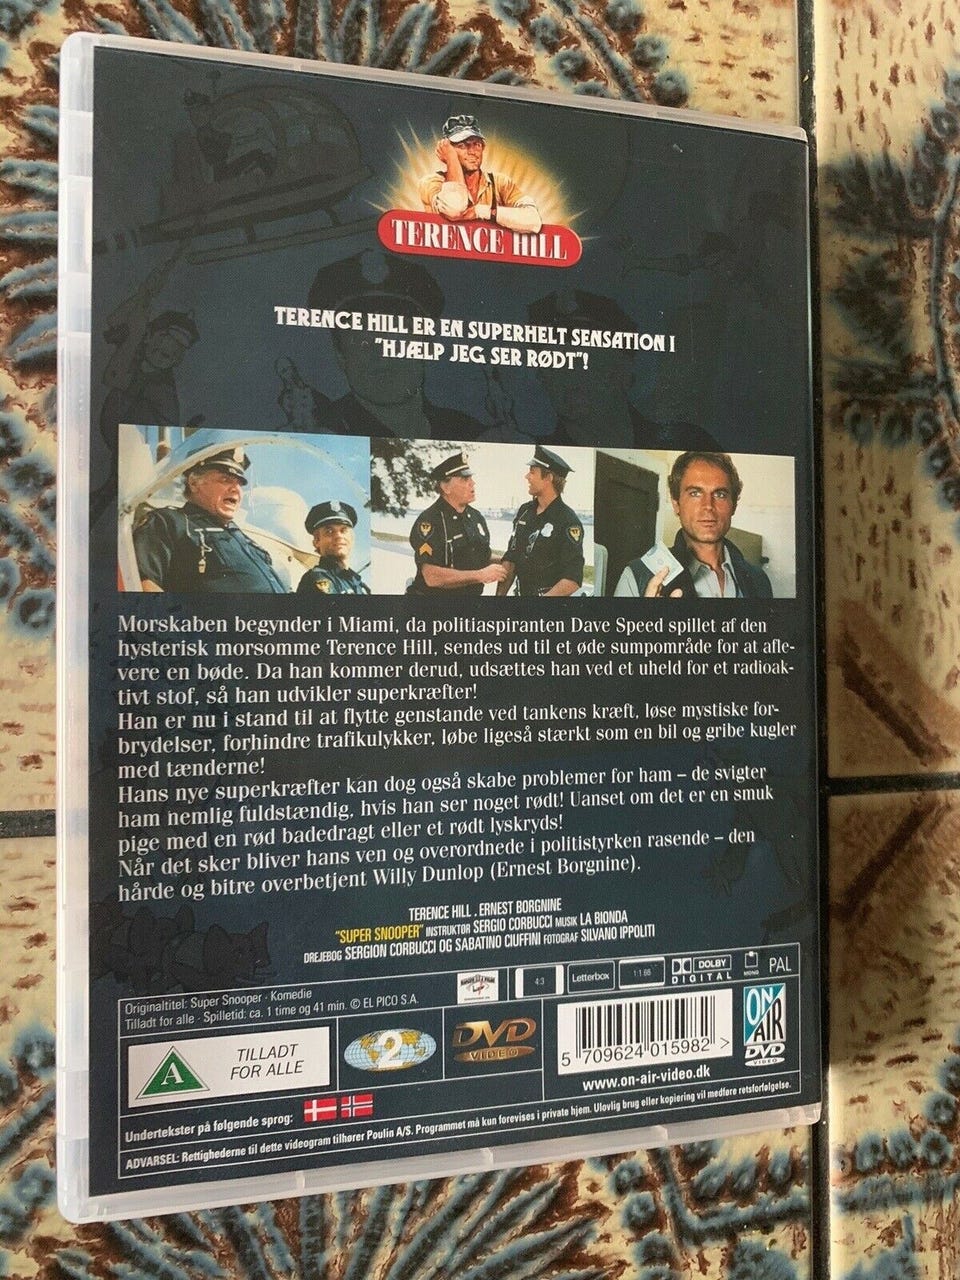 TERENCE HILL
TERENCE HILL ER EN SUPERHELT SENSATION I
"HJÆLP JEG SER RØDT"!
Morskaben begynder i Miami, da politiaspiranten Dave Speed spillet af den
hysterisk morsomme Terence Hill, sendes ud til et øde sumpområde for at afle-
vere en bøde. Da han kommer derud, udsættes han ved et uheld for et radioak-
tivt stof, så han udvikler superkræfter!
Han er nu i stand til at flytte genstande ved tankens kræft, løse mystiske for-
brydelser, forhindre trafikulykker, løbe ligeså stærkt som en bil og gribe kugler
med tænderne!
Hans nye superkræfter kan dog også skabe problemer for ham – de svigter
ham nemlig fuldstændig, hvis han ser noget rødt! Uanset om det er en smuk
pige med en rød badedragt eller et rødt lyskryds!
Når det sker bliver hans ven og overordnede i politistyrken rasende – den
hårde og bitre overbetjent Willy Dunlop (Ernest Borgnine).
TERENCE HILL . ERNEST BORGNINE
"SUPER SNOOPER" INSTRUKTØR SERGIO CORBUCCI MUSIK LA BIONDA
DREJEBOG SERGION CORBUCCI OG SABATINO CIUFFINI FOTOGRAF SILVANO IPPOLITI
Originaltitel: Super Snooper · Komedie
Tilladt for alle · Spilletid: ca. 1 time og 41 min. © EL PICO S.A.
4:3
Letterbox
1:1.66
DOLBY
DIGITAL
MONO
PAL
A
TILLADT
FOR ALLE
2
DVD
VIDEO
5 709624 015982 >
www.on-air-video.dk
ON
AIR
DVD
VIDEO
Undertekster på følgende sprog:
ADVARSEL: Rettighederne til dette videogram tilhører Poulin A/S. Programmet må kun forevises i private hjem. Ulovlig brug eller kopiering vil medføre retsforfølgelse.